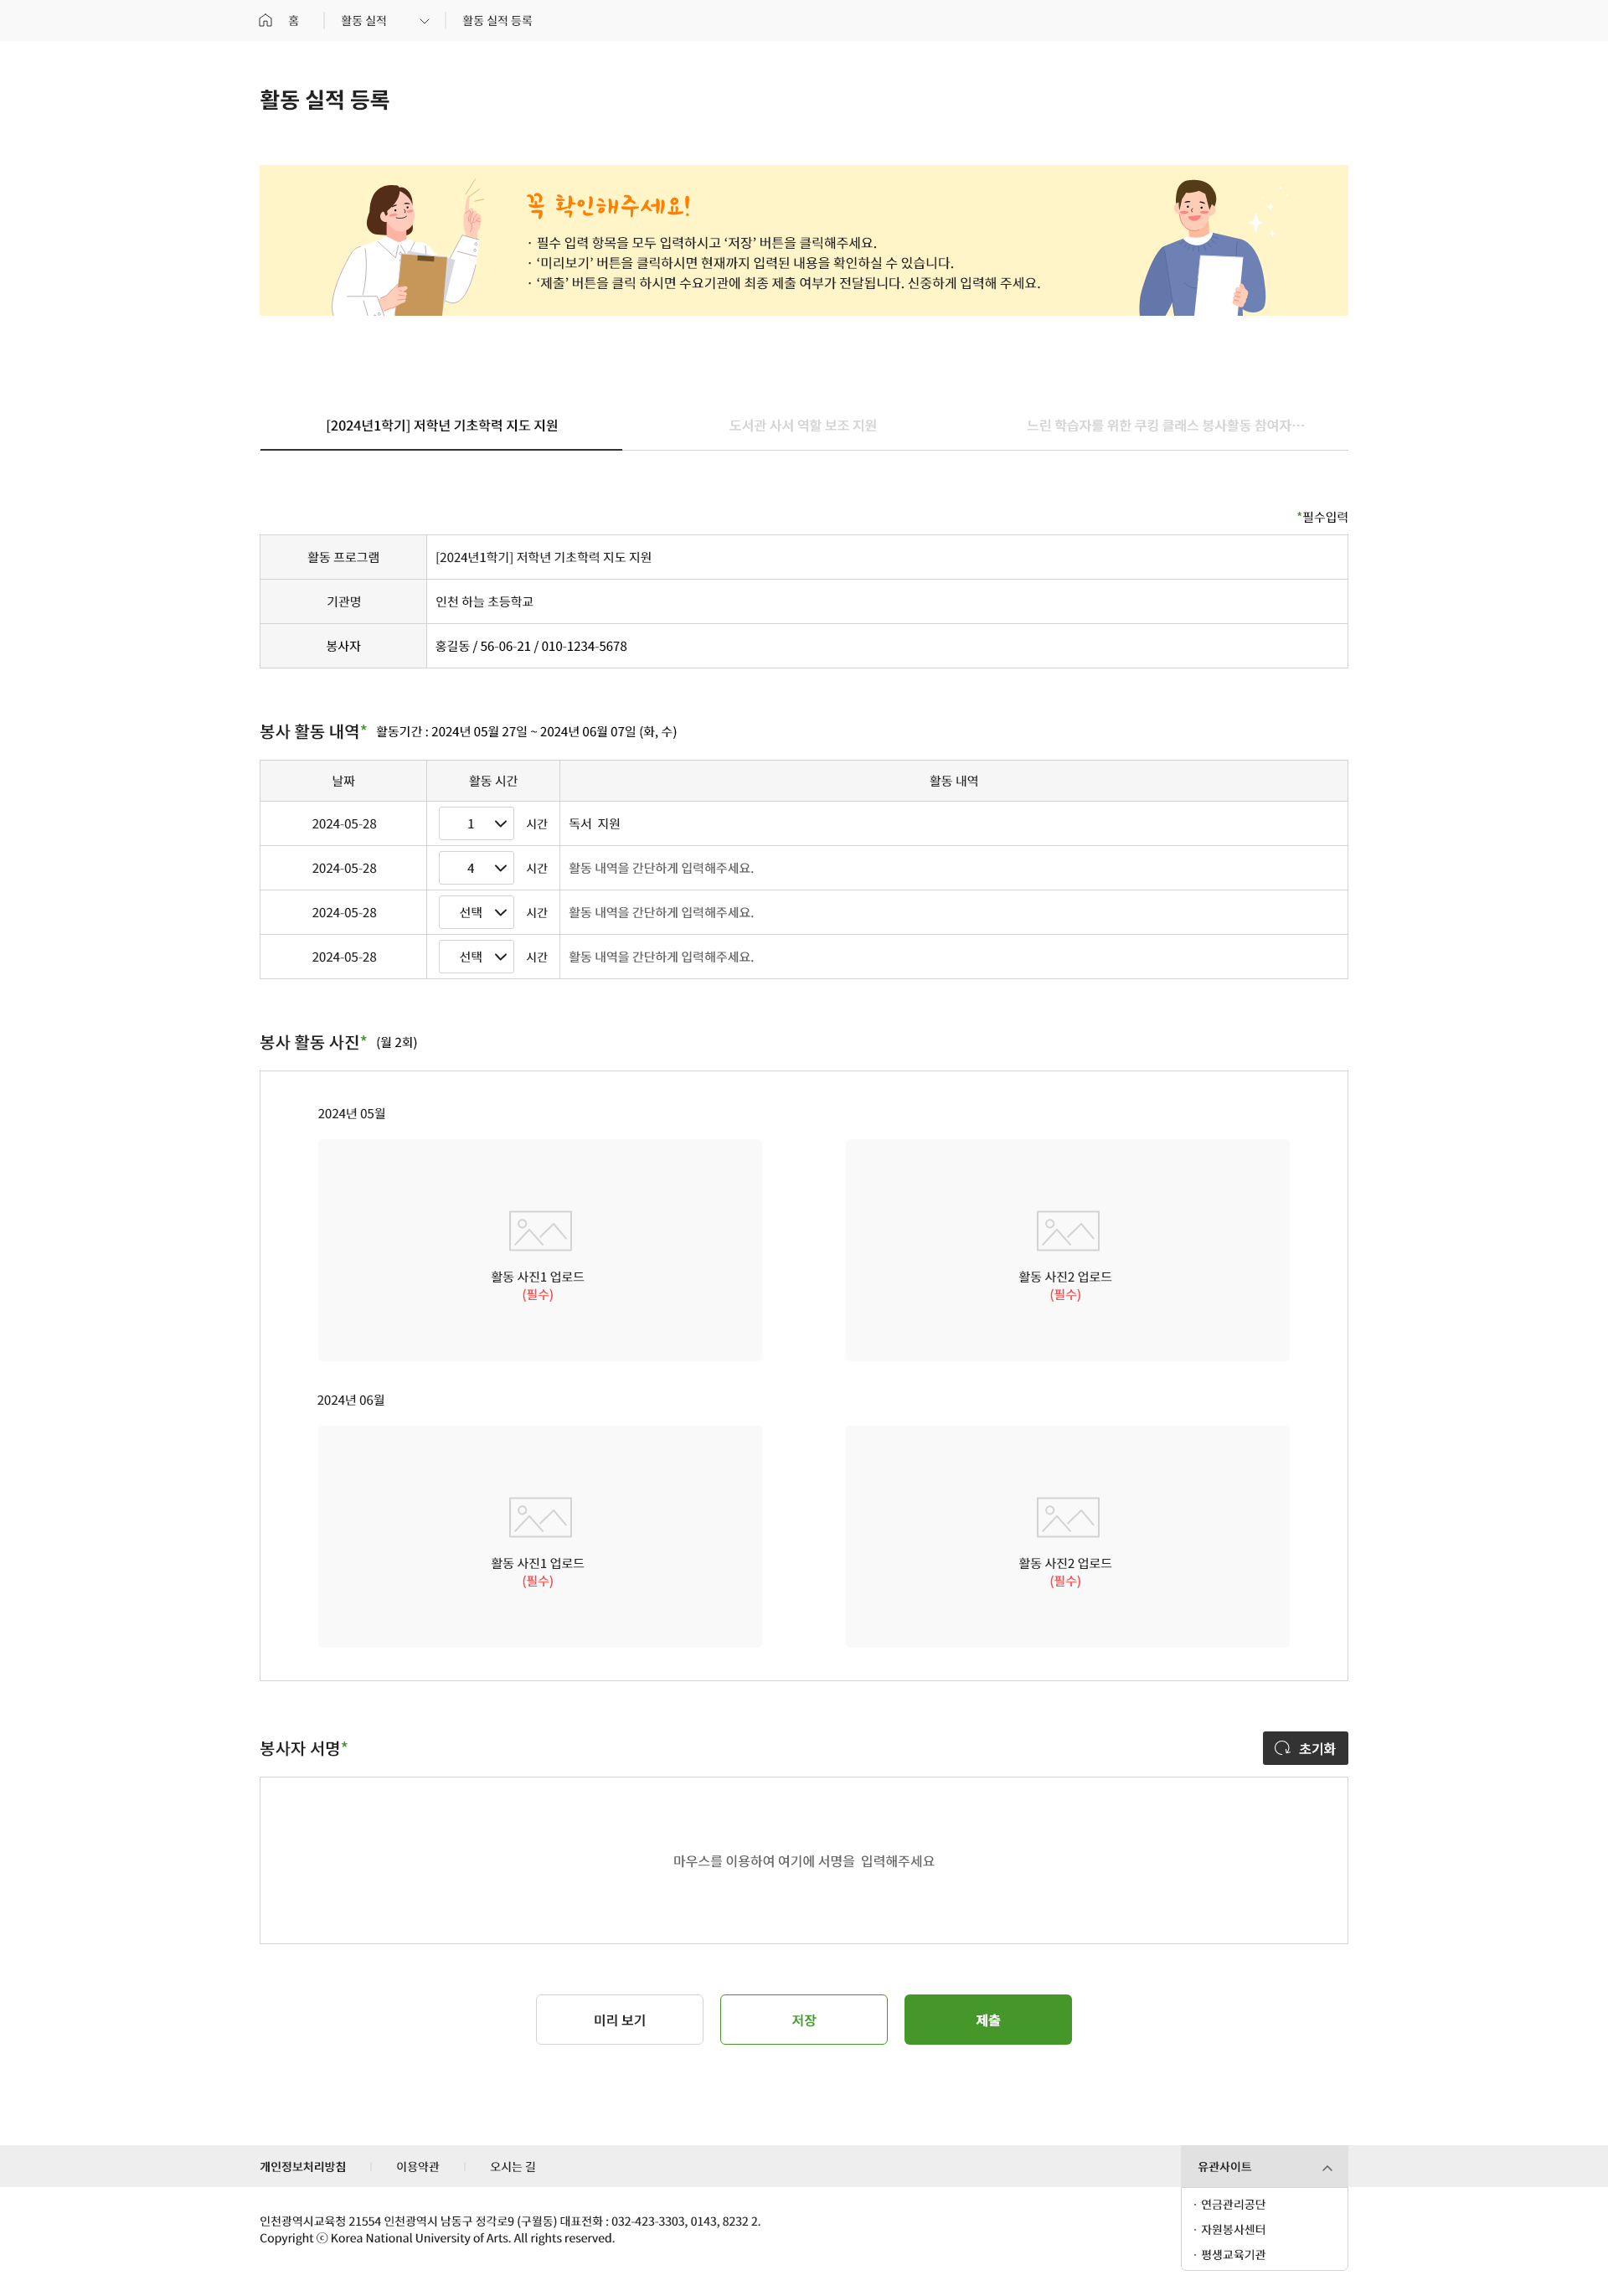 홈 활동 실적 활동 실적 등록
활동 실적 등록
꼭 확인해주세요!
· 필수 입력 항목을 모두 입력하시고 ‘저장’ 버튼을 클릭해주세요.
· ‘미리보기’ 버튼을 클릭하시면 현재까지 입력된 내용을 확인하실 수 있습니다.
· ‘제출’ 버튼을 클릭 하시면 수요기관에 최종 제출 여부가 전달됩니다. 신중하게 입력해 주세요.
[2024년1학기] 저학년 기초학력 지도 지원 도서관 사서 역할 보조 지원 느린 학습자를 위한 쿠킹 클래스 봉사활동 참여자…
*필수입력
활동 프로그램 [2024년1학기] 저학년 기초학력 지도 지원
기관명 인천 하늘 초등학교
봉사자 홍길동 / 56-06-21 / 010-1234-5678
봉사 활동 내역* 활동기간 : 2024년 05월 27일 ~ 2024년 06월 07일 (화, 수)
날짜 활동 시간 활동 내역
2024-05-28 1 시간 독서 지원
2024-05-28 4 시간 활동 내역을 간단하게 입력해주세요.
2024-05-28 선택 시간 활동 내역을 간단하게 입력해주세요.
2024-05-28 선택 시간 활동 내역을 간단하게 입력해주세요.
봉사 활동 사진* (월 2회)
2024년 05월
활동 사진1 업로드 활동 사진2 업로드
(필수) (필수)
2024년 06월
활동 사진1 업로드 활동 사진2 업로드
(필수) (필수)
봉사자 서명* 초기화
마우스를 이용하여 여기에 서명을 입력해주세요
미리 보기 저장 제출
개인정보처리방침 이용약관 오시는 길 유관사이트
인천광역시교육청 21554 인천광역시 남동구 정각로9 (구월동) 대표전화 : 032-423-3303, 0143, 8232 2.
Copyright ⓒ Korea National University of Arts. All rights reserved.
· 연금관리공단
· 자원봉사센터
· 평생교육기관